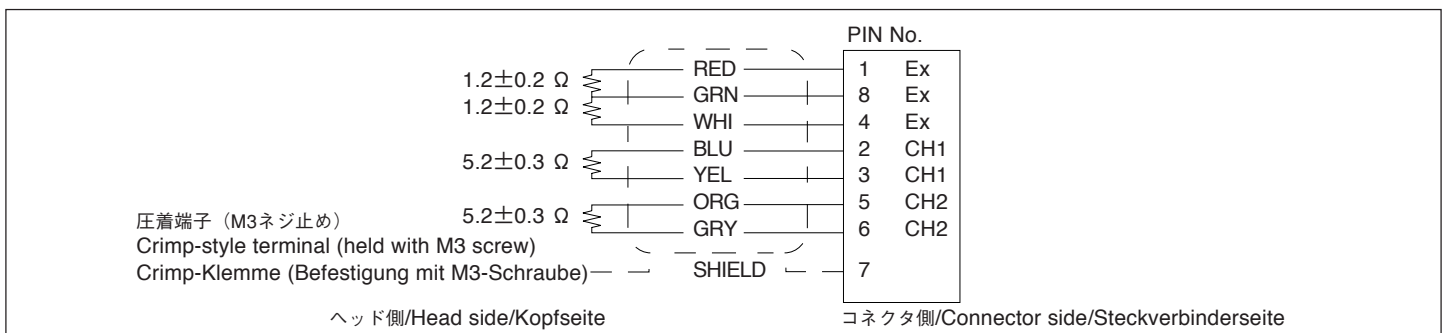 PIN No.
RED 1 Ex
1.2±0.2 Ω
GRN 8 Ex
1.2±0.2 Ω
WHI 4 Ex
BLU 2 CH1
5.2±0.3 Ω
YEL 3 CH1
ORG 5 CH2
5.2±0.3 Ω
GRY 6 CH2
圧着端子（M3ネジ止め）
Crimp-style terminal (held with M3 screw)
Crimp-Klemme (Befestigung mit M3-Schraube) SHIELD 7
ヘッド側/Head side/Kopfseite コネクタ側/Connector side/Steckverbinderseite